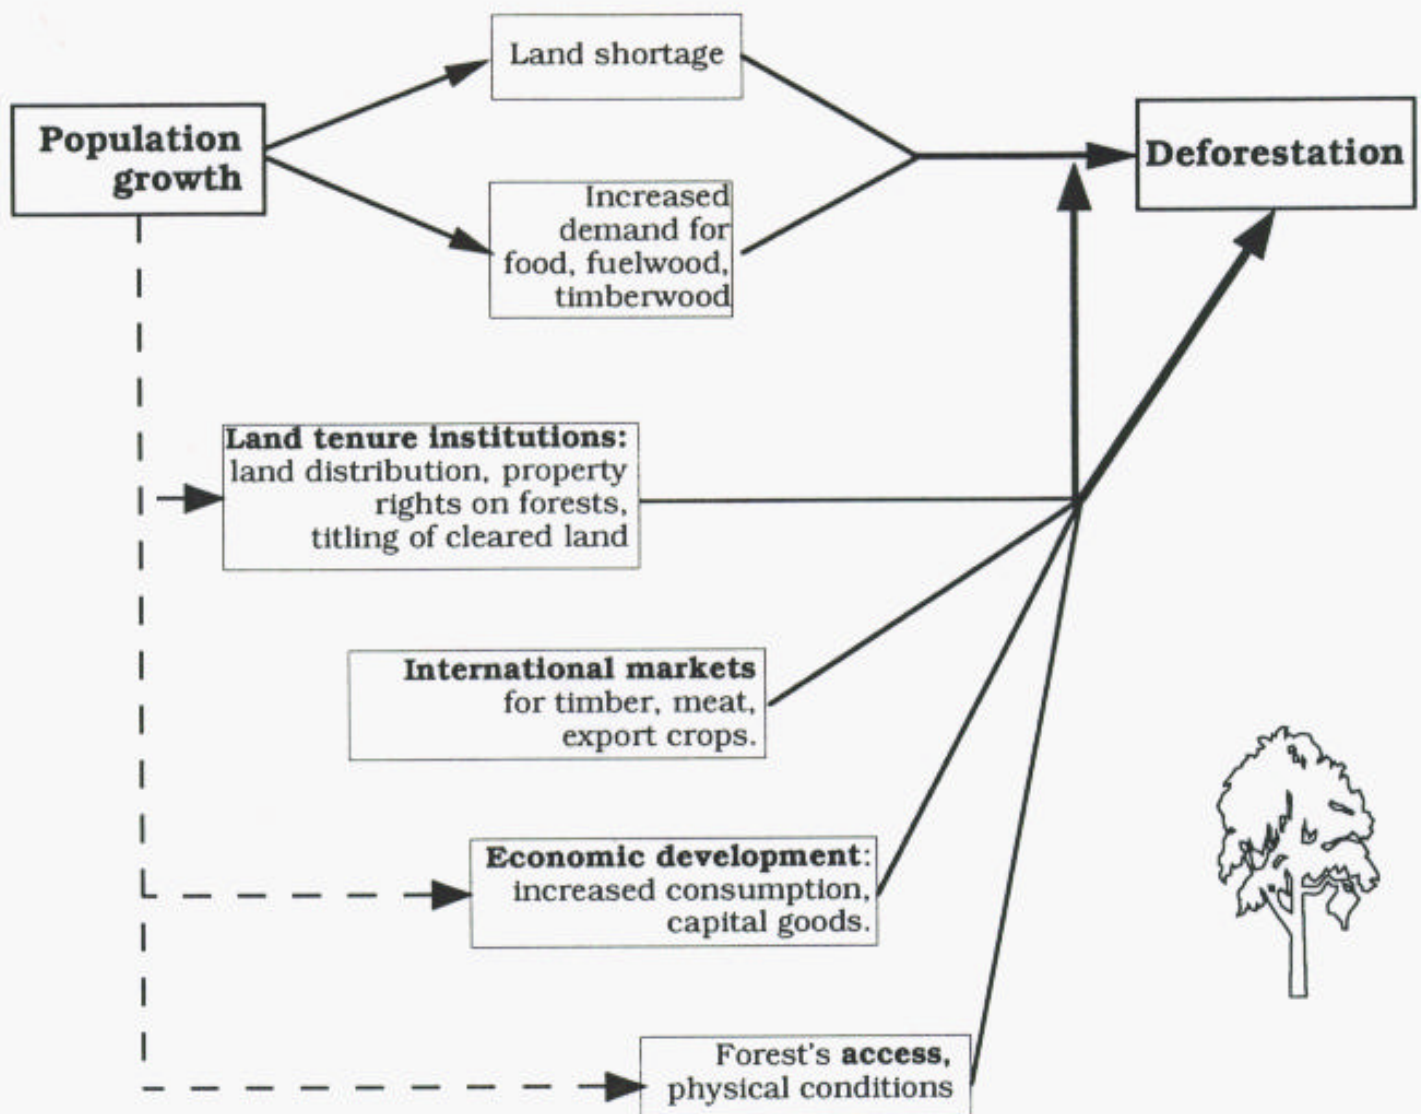 Land shortage
Population
growth
Deforestation
Increased
demand for
food, fuelwood,
timberwood
Land tenure institutions:
land distribution, property
rights on forests,
titling of cleared land
International markets
for timber, meat,
export crops.
Economic development:
increased consumption,
capital goods.
Forest's access,
physical conditions